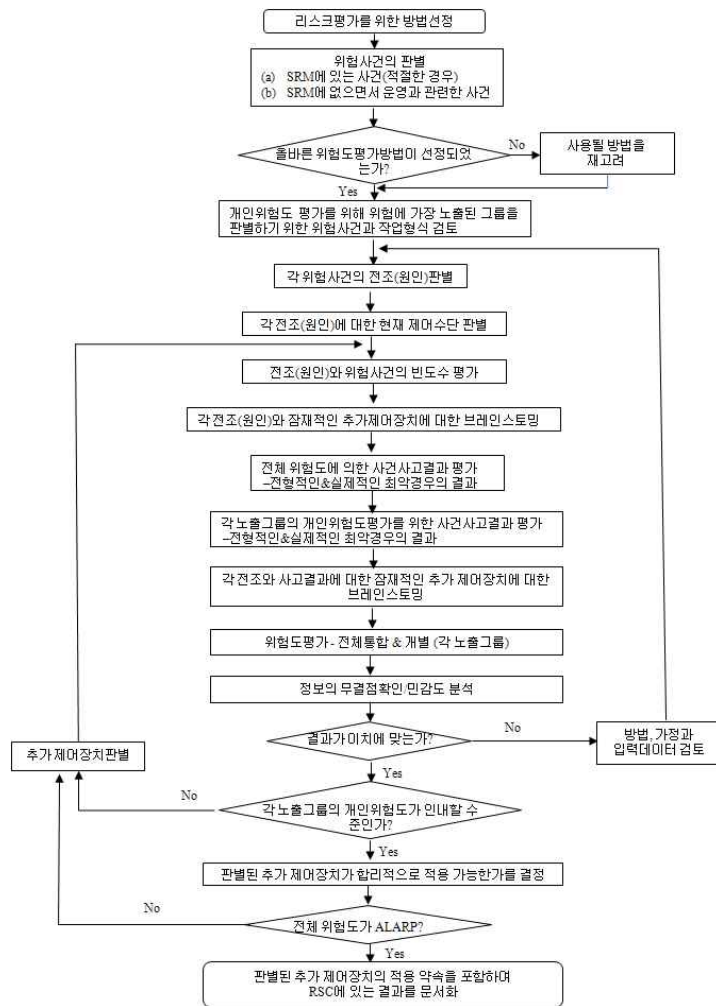 리스크평가를 위한 방법선정
위험사건의 판별
(a) SRM에 있는 사건(적절한 경우)
(b) SRM에 없으면서 운영과 관련한 사건
올바른 위험도평가방법이 선정되었
는가?
No
사용될 방법을
재고려
Yes
개인위험도 평가를 위해 위험에 가장 노출된 그룹을
판별하기 위한 위험사건과 작업형식 검토
각 위험사건의 전조(원인)판별
각 전조(원인)에 대한 현재 제어수단 판별
전조(원인)와 위험사건의 빈도수 평가
각 전조(원인)와 잠재적인 추가제어장치에 대한 브레인스토밍
전체 위험도에 의한 사건사고결과 평가
–전형적인&실제적인 최악경우의 결과
각 노출그룹의 개인위험도평가를 위한 사건사고결과 평가
–전형적인&실제적인 최악경우의 결과
각 전조와 사고결과에 대한 잠재적인 추가 제어장치에 대한
브레인스토밍
위험도평가 - 전체통합 & 개별 (각 노출그룹)
정보의 무결점확인/민감도 분석
결과가 이치에 맞는가?
No
방법, 가정과
입력데이터 검토
추가 제어장치판별
Yes
No
각 노출그룹의 개인위험도가 인내할 수
준인가?
Yes
판별된 추가 제어장치가 합리적으로 적용 가능한가를 결정
No
전체 위험도가 ALARP?
Yes
판별된 추가 제어장치의 적용 약속을 포함하며
RSC에 있는 결과를 문서화